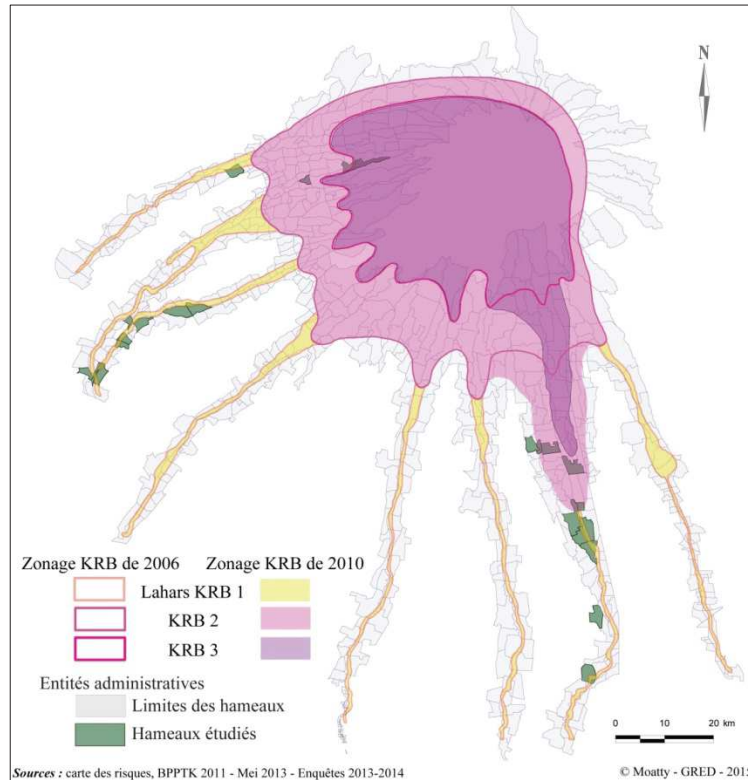 N
Zonage KRB de 2006 Zonage KRB de 2010
Lahars KRB 1
KRB 2
KRB 3
Entités administratives
Limites des hameaux
Hameaux étudiés
0 5 10 20 km
Sources : carte des risques, BPPTK 2011 - Mei 2013 - Enquêtes 2013-2014
© Moatty - GRED - 2015